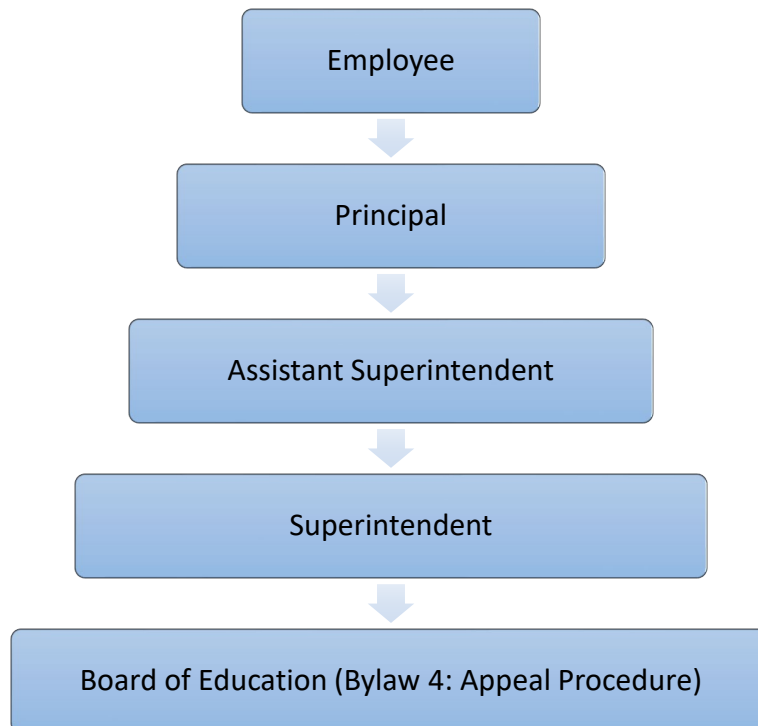 Employee
Principal
Assistant Superintendent
Superintendent
Board of Education (Bylaw 4: Appeal Procedure)